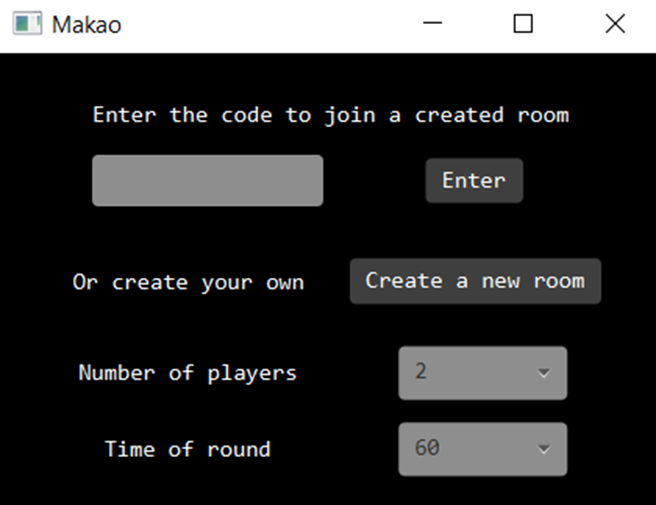 Makao
Enter the code to join a created room
Enter
Or create your own
Create a new room
Number of players
2
Time of round
60